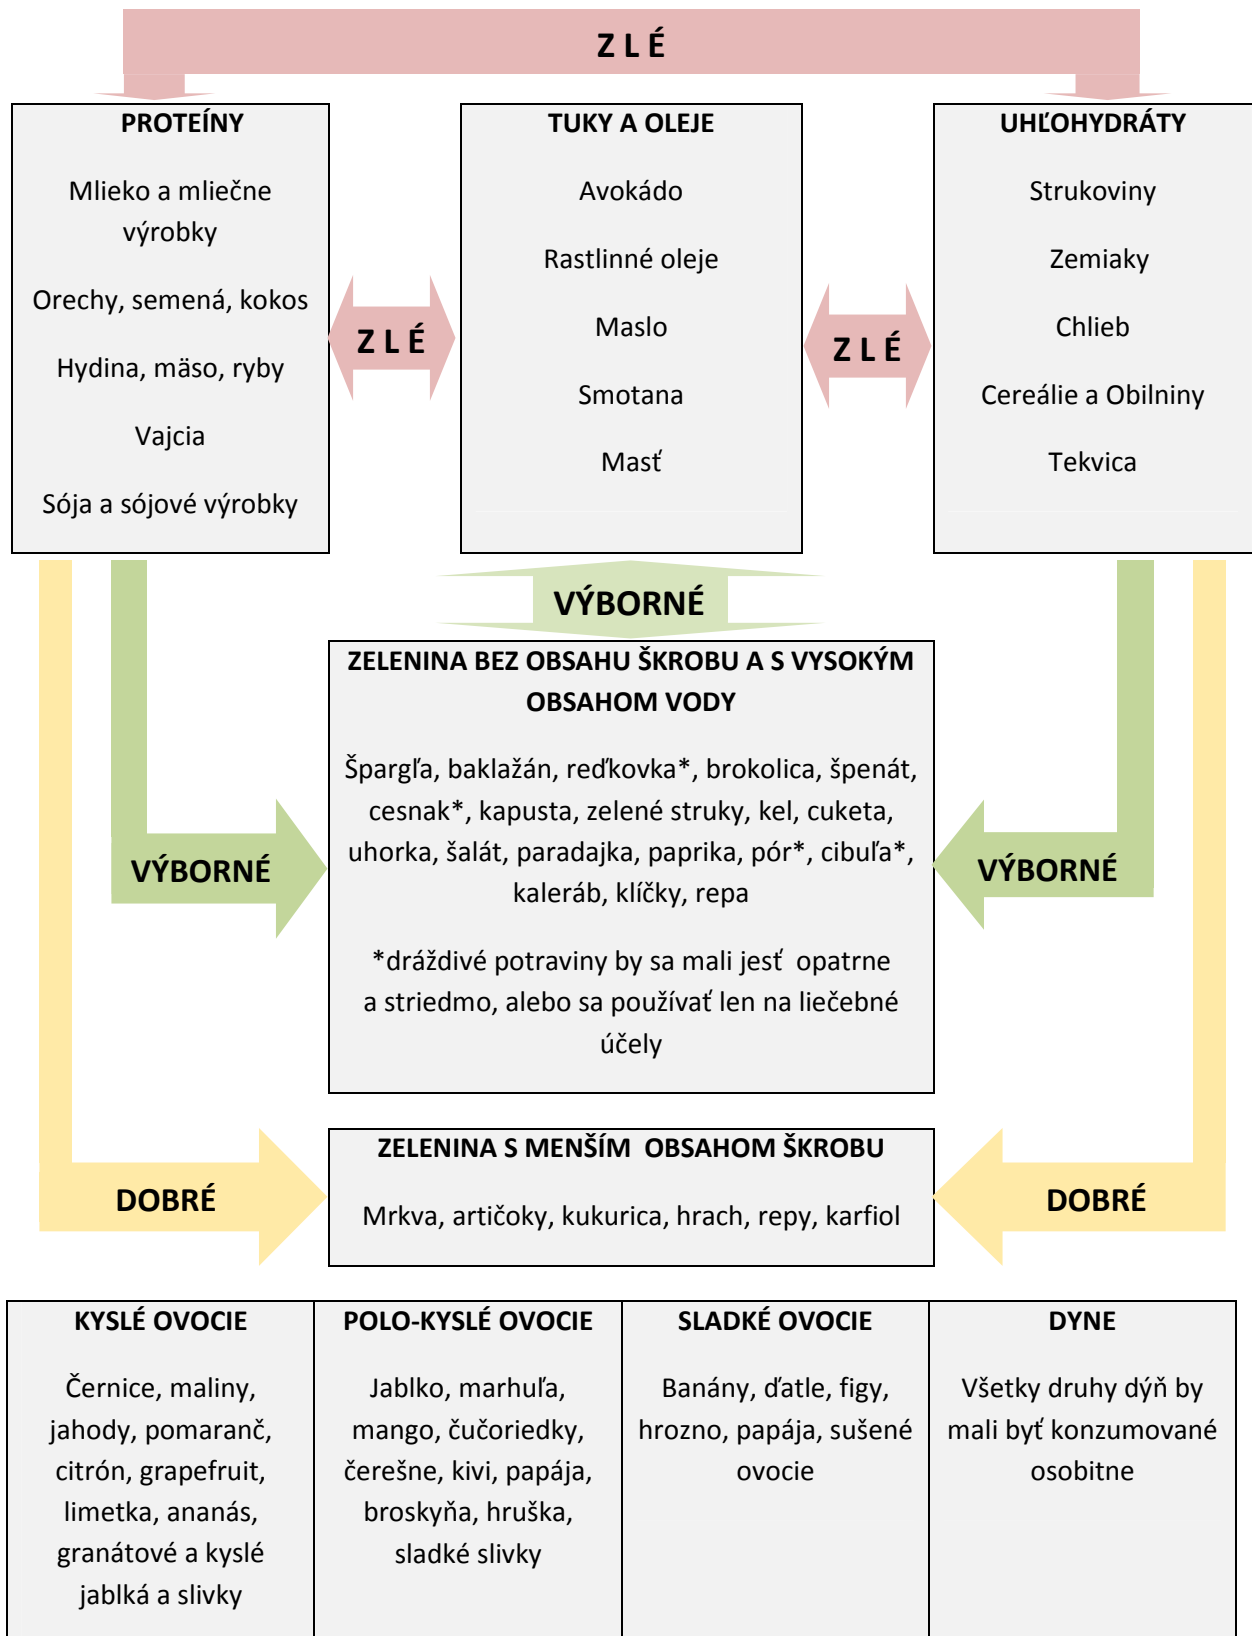 Z L É
PROTEÍNY
Mlieko a mliečne
výrobky
Orechy, semená, kokos
Hydina, mäso, ryby
Vajcia
Sója a sójové výrobky
Z L É
TUKY A OLEJE
Avokádo
Rastlinné oleje
Maslo
Smotana
Masť
Z L É
UHĽOHYDRÁTY
Strukoviny
Zemiaky
Chlieb
Cereálie a Obilniny
Tekvica
VÝBORNÉ
VÝBORNÉ
ZELENINA BEZ OBSAHU ŠKROBU A S VYSOKÝM
OBSAHOM VODY
Špargľa, baklažán, reďkovka*, brokolica, špenát,
cesnak*, kapusta, zelené struky, kel, cuketa,
uhorka, šalát, paradajka, paprika, pór*, cibuľa*,
kaleráb, klíčky, repa
*dráždivé potraviny by sa mali jesť opatrne
a striedmo, alebo sa používať len na liečebné
účely
VÝBORNÉ
DOBRÉ
ZELENINA S MENŠÍM OBSAHOM ŠKROBU
Mrkva, artičoky, kukurica, hrach, repy, karfiol
DOBRÉ
KYSLÉ OVOCIE
Černice, maliny,
jahody, pomaranč,
citrón, grapefruit,
limetka, ananás,
granátové a kyslé
jablká a slivky
POLO-KYSLÉ OVOCIE
Jablko, marhuľa,
mango, čučoriedky,
čerešne, kivi, papája,
broskyňa, hruška,
sladké slivky
SLADKÉ OVOCIE
Banány, ďatle, figy,
hrozno, papája, sušené
ovocie
DYNE
Všetky druhy dýň by
mali byť konzumované
osobitne